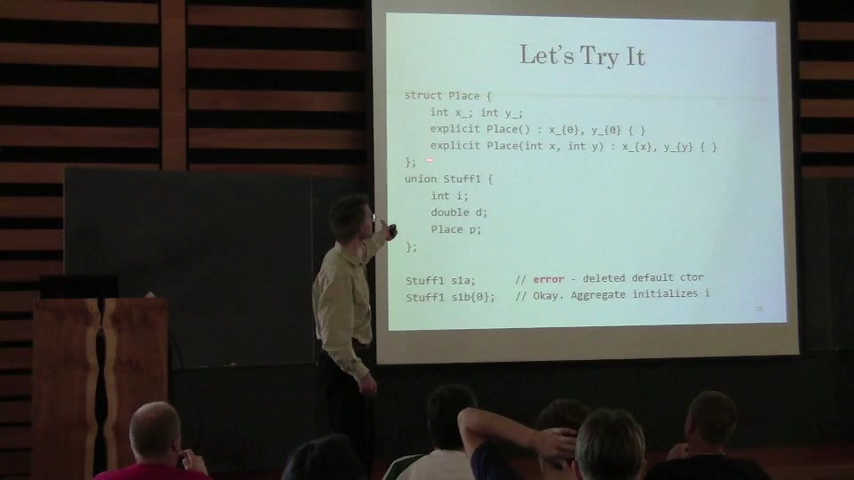 Let's Try It
struct Place {
int x_; int y_;
explicit Place() : x_{0}, y_{0} { }
explicit Place(int x, int y) : x_{x}, y_{y} { }
};
union Stuff1 {
int i;
double d;
Place p;
};
Stuff1 s1a; // error - deleted default ctor
Stuff1 s1b{0}; // Okay. Aggregate initializes i